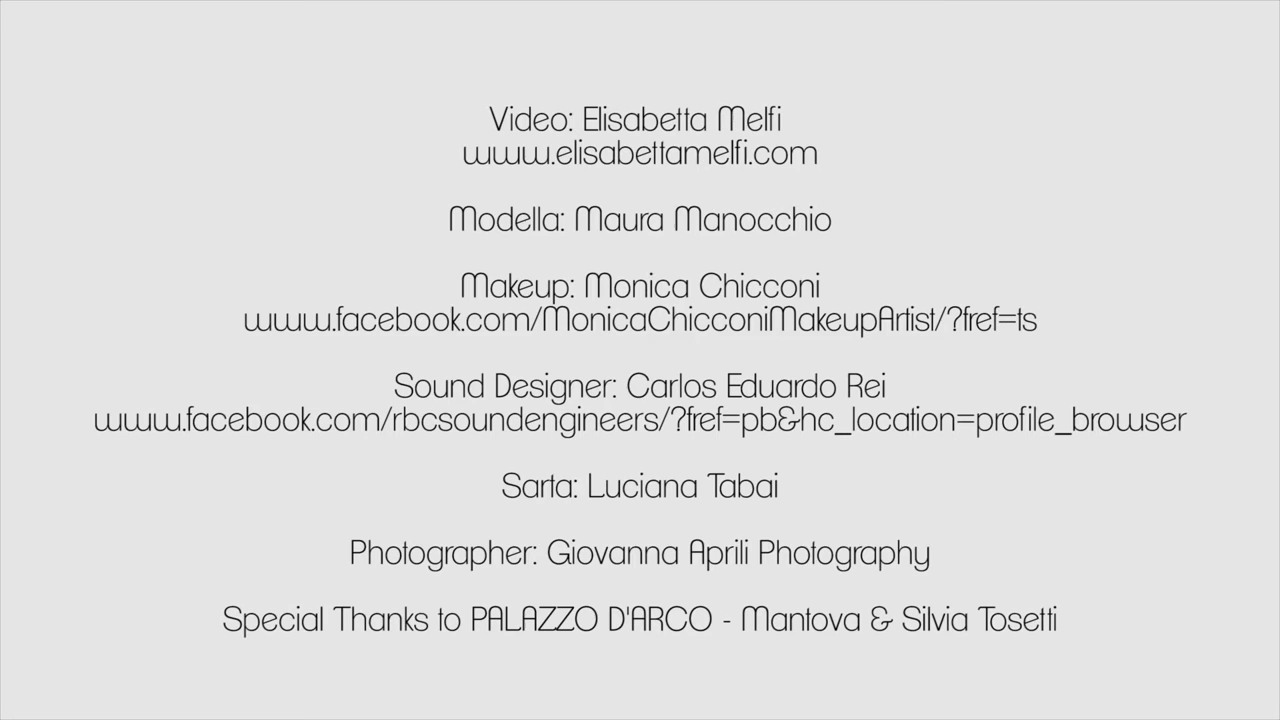 Video: Elisabetta Melfi
www.elisabettamelfi.com
Modella: Maura Manocchio
Makeup: Monica Chicconi
www.facebook.com/MonicaChicconiMakeupArtist/?fref=ts
Sound Designer: Carlos Eduardo Rei
www.facebook.com/rbcsoundengineers/?fref=pb&hc_location=profile_browser
Sarta: Luciana Tabai
Photographer: Giovanna Aprili Photography
Special Thanks to PALAZZO D'ARCO - Mantova & Silvia Tosetti